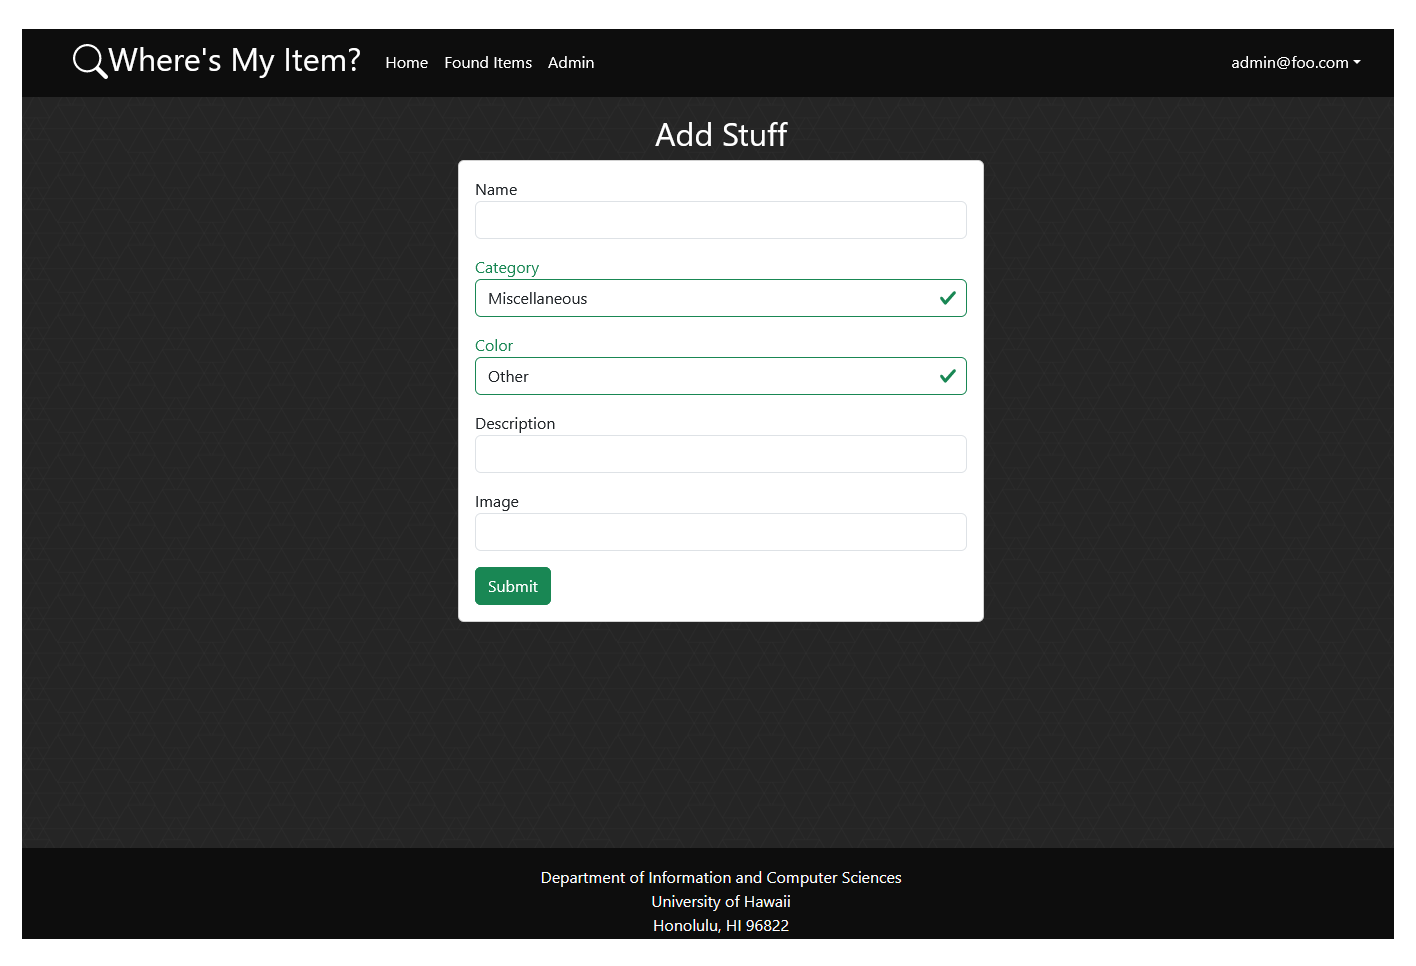 Where's My Item? Home Found Items Admin admin@foo.com
Add Stuff
Name
Category
Miscellaneous
Color
Other
Description
Image
Submit
Department of Information and Computer Sciences
University of Hawaii
Honolulu, HI 96822